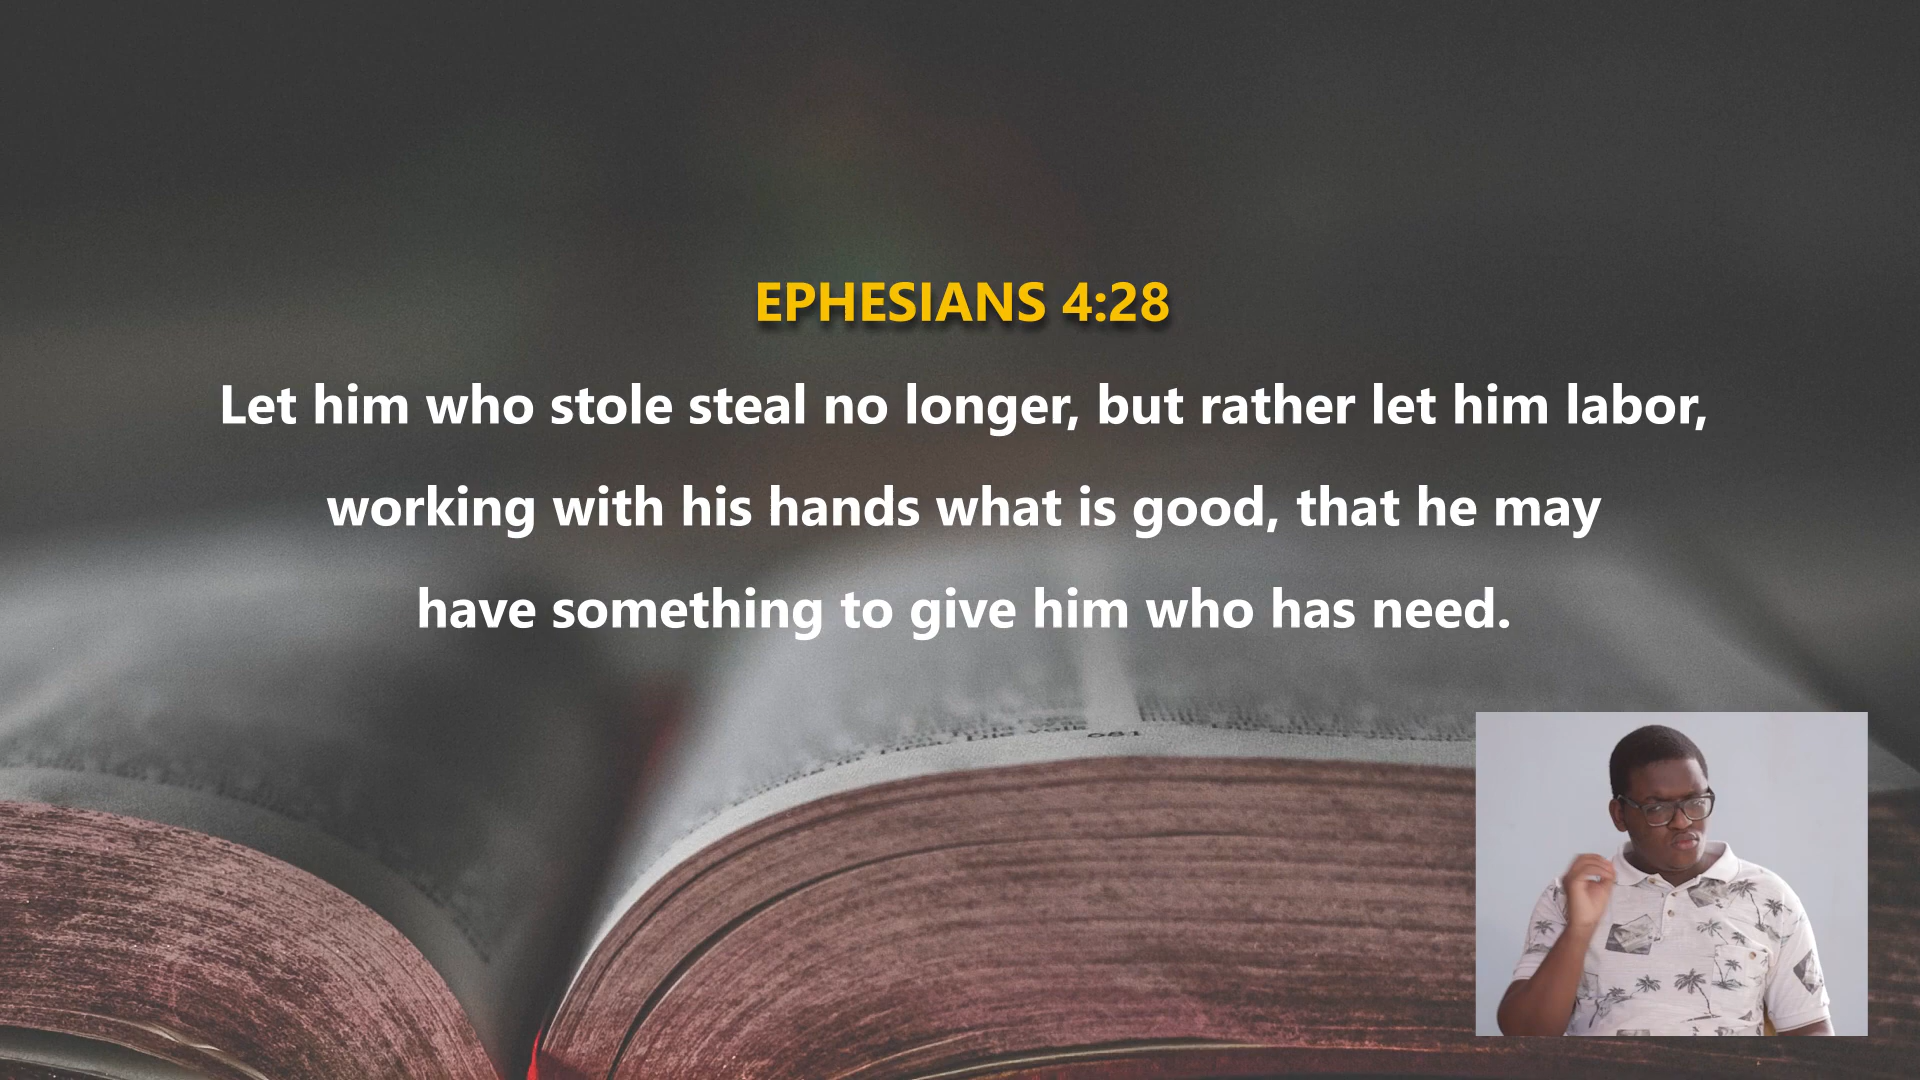 EPHESIANS 4:28
Let him who stole steal no longer, but rather let him labor,
working with his hands what is good, that he may
have something to give him who has need.
681